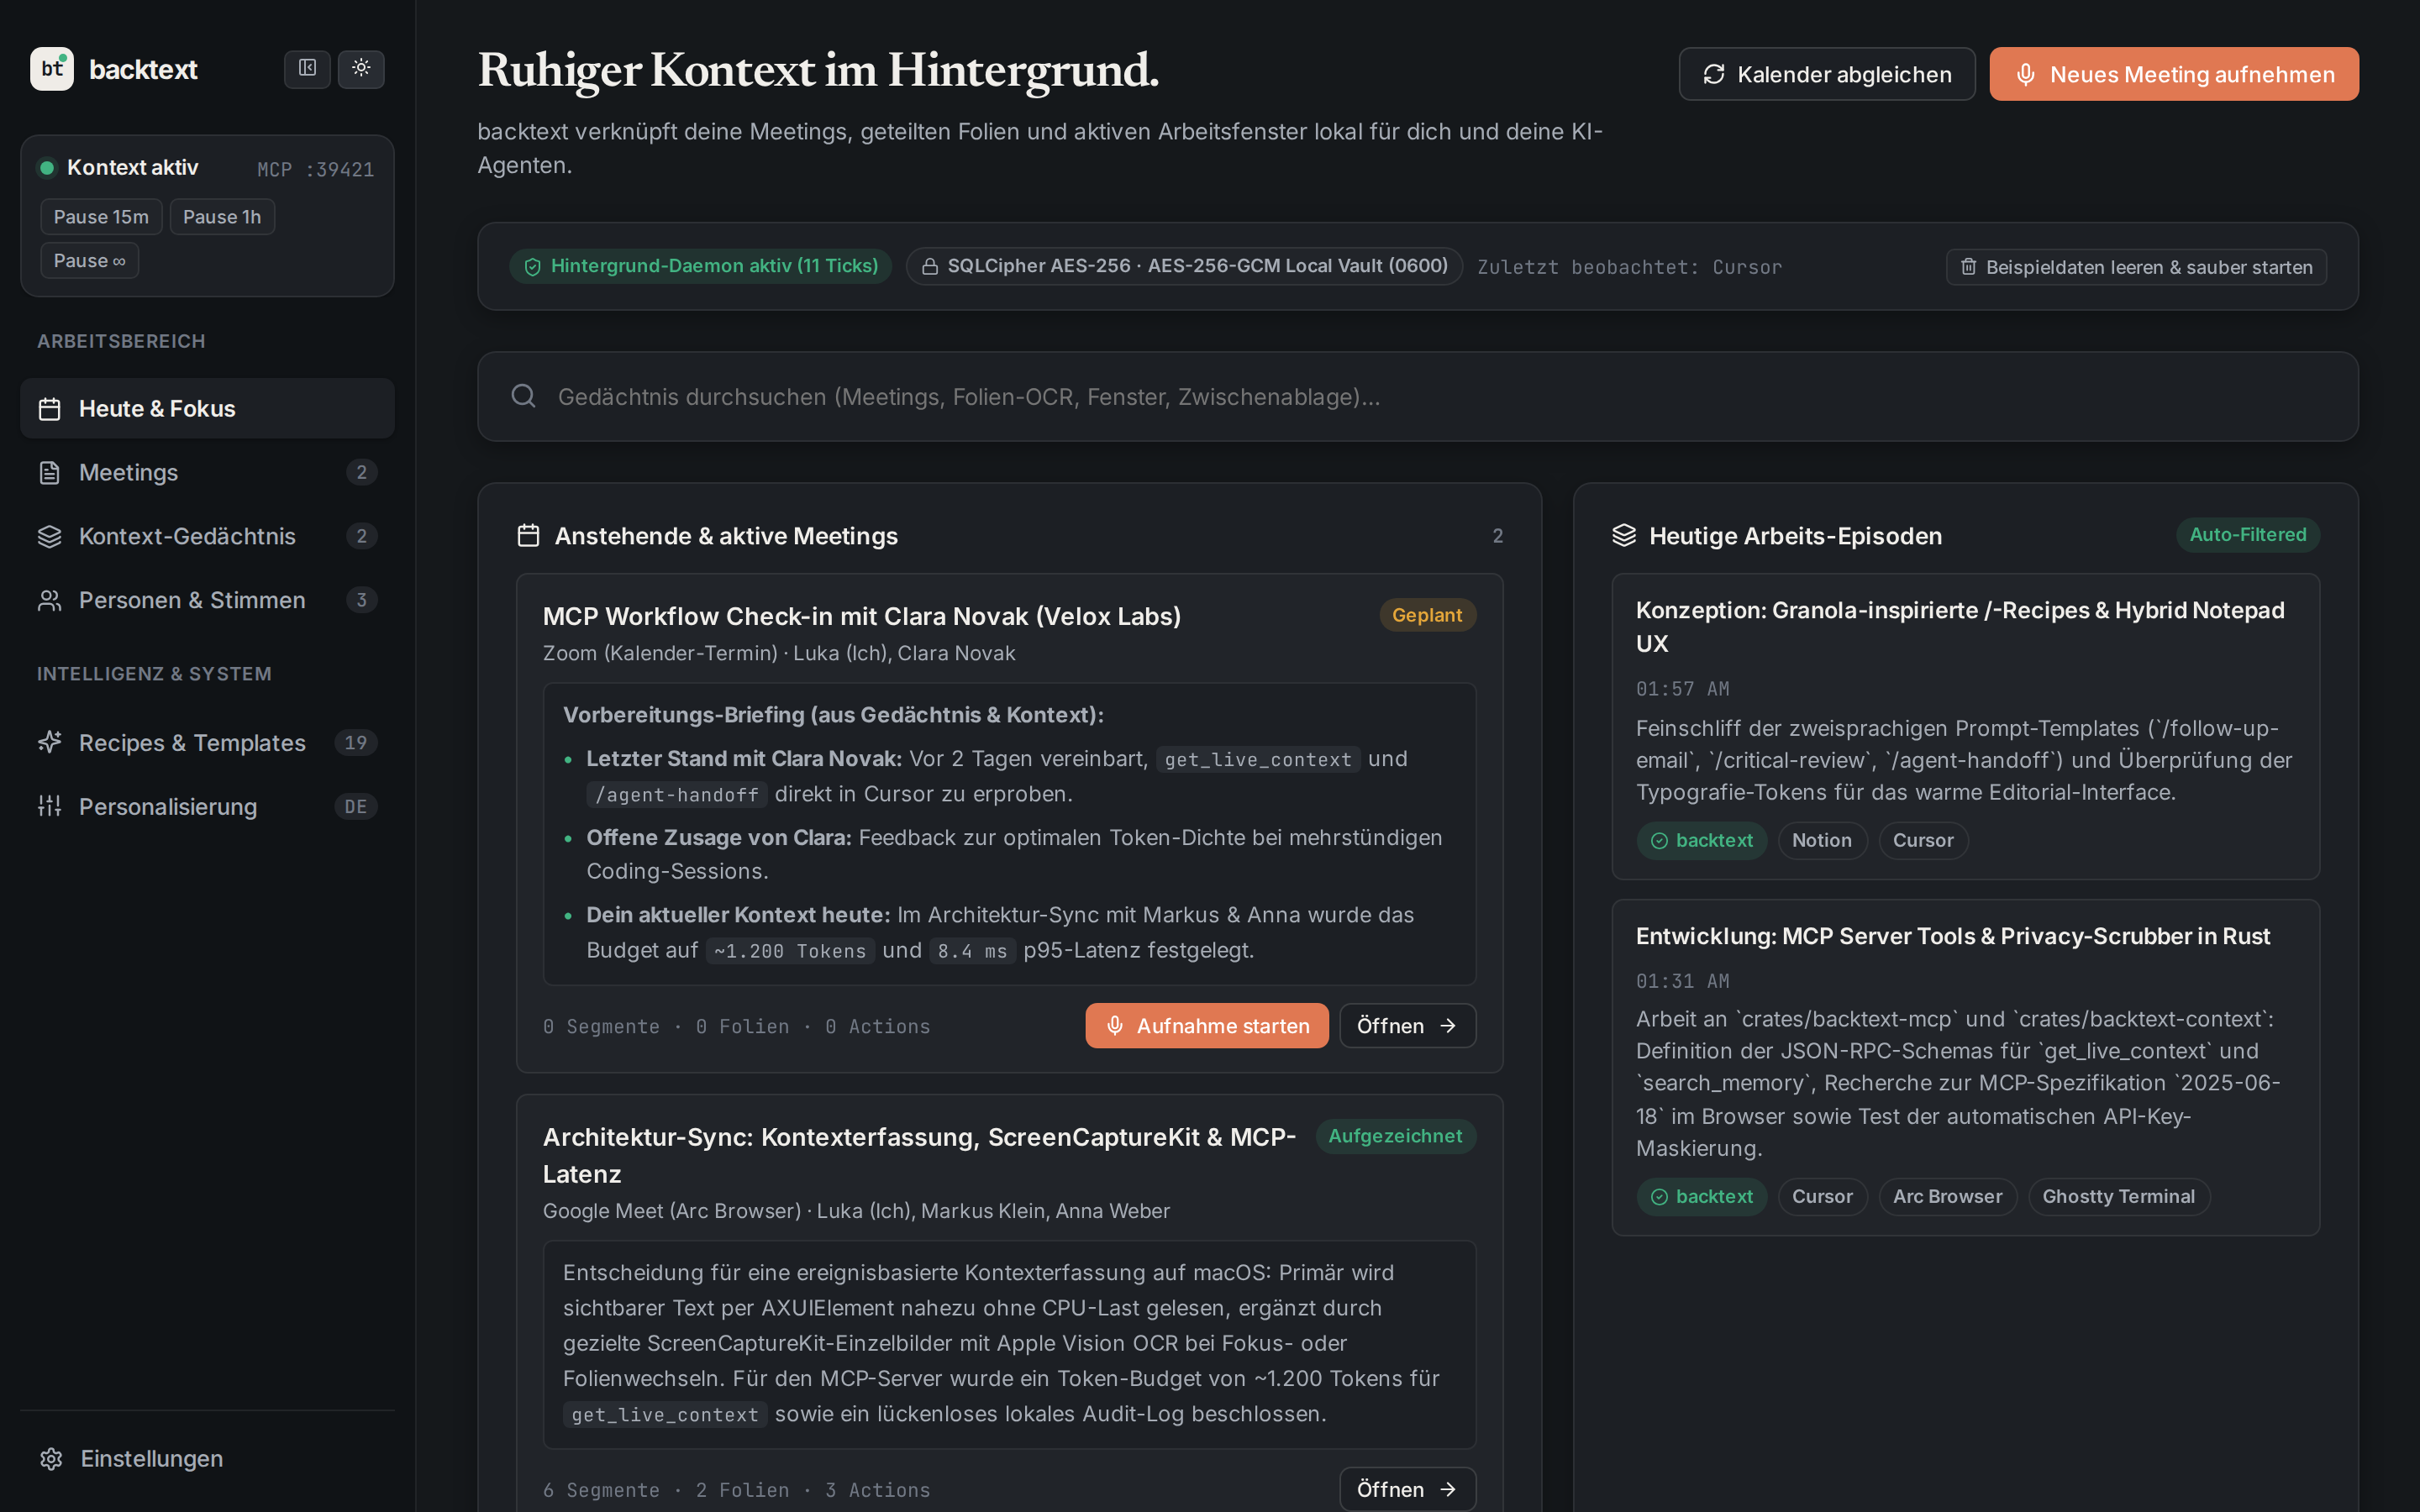 bt backtext
Kontext aktiv MCP :39421
Pause 15m Pause 1h
Pause ∞
ARBEITSBEREICH
Heute & Fokus
Meetings 2
Kontext-Gedächtnis 2
Personen & Stimmen 3
INTELLIGENZ & SYSTEM
Recipes & Templates 19
Personalisierung DE
Einstellungen
Ruhiger Kontext im Hintergrund.
Kalender abgleichen
Neues Meeting aufnehmen
backtext verknüpft deine Meetings, geteilten Folien und aktiven Arbeitsfenster lokal für dich und deine KI-
Agenten.
Hintergrund-Daemon aktiv (11 Ticks) SQLCipher AES-256 · AES-256-GCM Local Vault (0600) Zuletzt beobachtet: Cursor Beispieldaten leeren & sauber starten
Gedächtnis durchsuchen (Meetings, Folien-OCR, Fenster, Zwischenablage)...
Anstehende & aktive Meetings 2
MCP Workflow Check-in mit Clara Novak (Velox Labs) Geplant
Zoom (Kalender-Termin) · Luka (Ich), Clara Novak
Vorbereitungs-Briefing (aus Gedächtnis & Kontext):
• Letzter Stand mit Clara Novak: Vor 2 Tagen vereinbart, get_live_context und
/agent-handoff direkt in Cursor zu erproben.
• Offene Zusage von Clara: Feedback zur optimalen Token-Dichte bei mehrstündigen
Coding-Sessions.
• Dein aktueller Kontext heute: Im Architektur-Sync mit Markus & Anna wurde das
Budget auf ~1.200 Tokens und 8.4 ms p95-Latenz festgelegt.
0 Segmente · 0 Folien · 0 Actions Aufnahme starten Öffnen →
Architektur-Sync: Kontexterfassung, ScreenCaptureKit & MCP- Aufgezeichnet
Latenz
Google Meet (Arc Browser) · Luka (Ich), Markus Klein, Anna Weber
Entscheidung für eine ereignisbasierte Kontexterfassung auf macOS: Primär wird
sichtbarer Text per AXUIElement nahezu ohne CPU-Last gelesen, ergänzt durch
gezielte ScreenCaptureKit-Einzelbilder mit Apple Vision OCR bei Fokus- oder
Folienwechseln. Für den MCP-Server wurde ein Token-Budget von ~1.200 Tokens für
get_live_context sowie ein lückenloses lokales Audit-Log beschlossen.
6 Segmente · 2 Folien · 3 Actions Öffnen →
Heutige Arbeits-Episoden Auto-Filtered
Konzeption: Granola-inspirierte /-Recipes & Hybrid Notepad
UX
01:57 AM
Feinschliff der zweisprachigen Prompt-Templates (`/follow-up-
email`, `/critical-review`, `/agent-handoff`) und Überprüfung der
Typografie-Tokens für das warme Editorial-Interface.
backtext Notion Cursor
Entwicklung: MCP Server Tools & Privacy-Scrubber in Rust
01:31 AM
Arbeit an `crates/backtext-mcp` und `crates/backtext-context`:
Definition der JSON-RPC-Schemas für `get_live_context` und
`search_memory`, Recherche zur MCP-Spezifikation `2025-06-
18` im Browser sowie Test der automatischen API-Key-
Maskierung.
backtext Cursor Arc Browser Ghostty Terminal